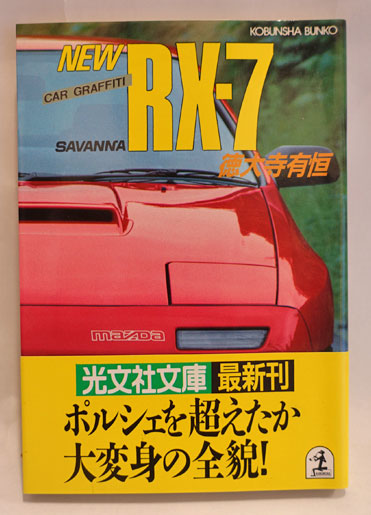 KOBUNSHA BUNKO
NEW
RX-7
CAR GRAFFITI
SAVANNA
徳大寺有恒
mazda
光文社文庫 最新刊
ポルシェを超えたか
大変身の全貌!